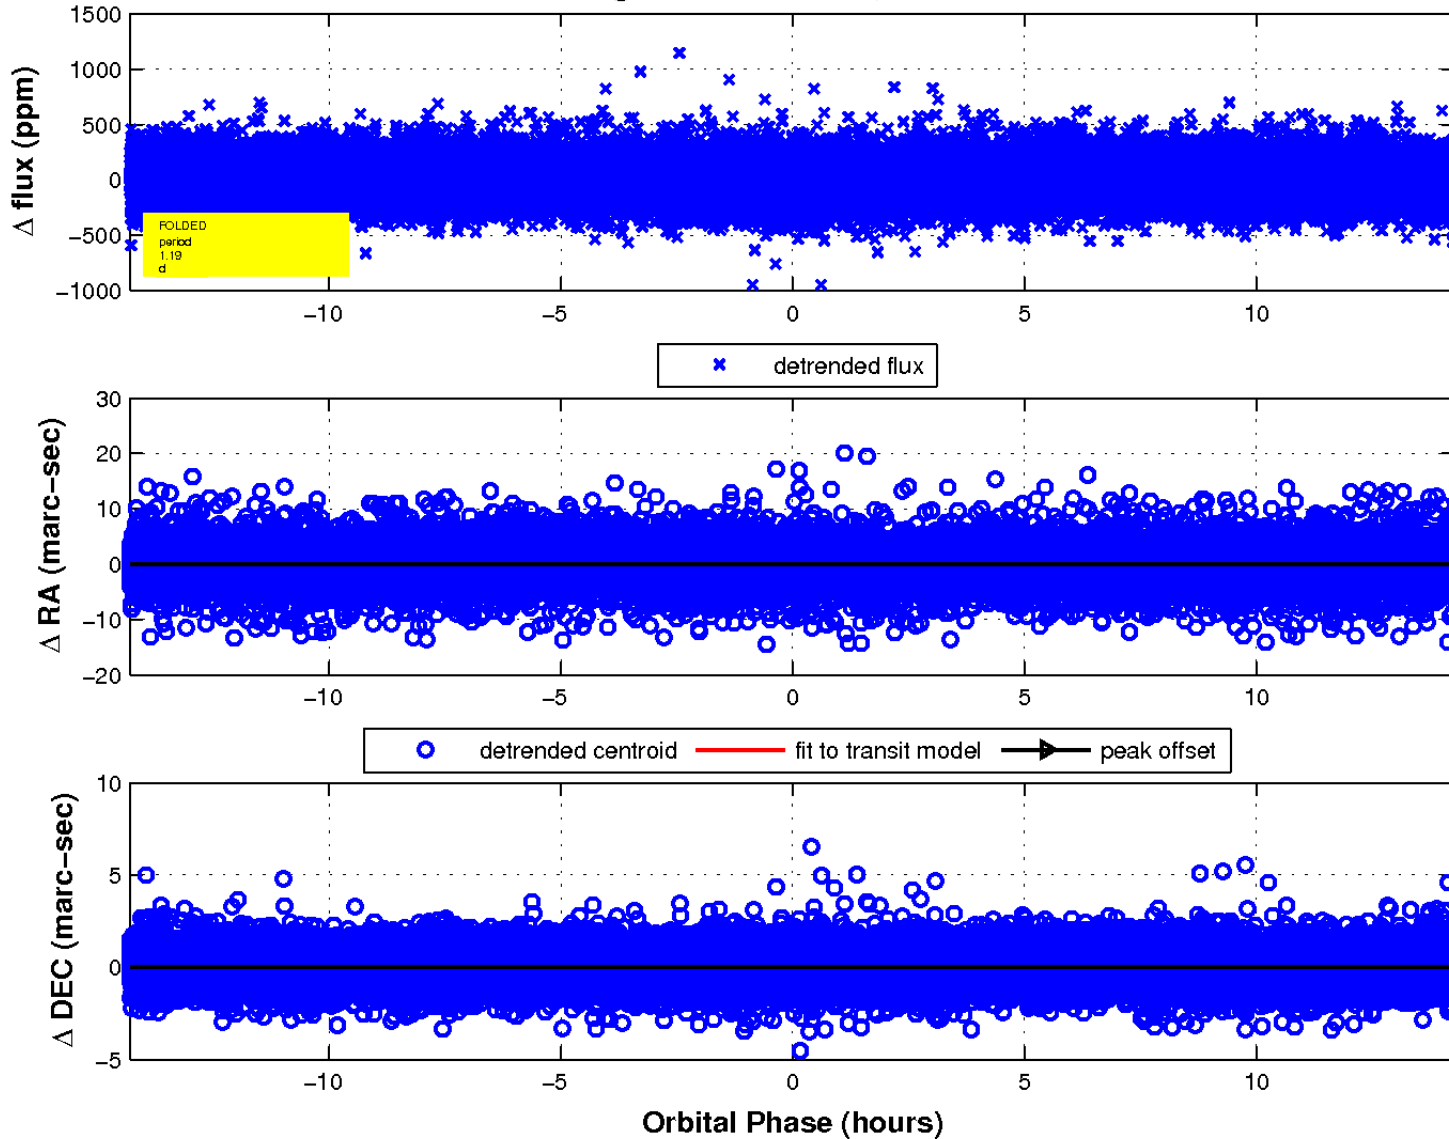 1500
1000
500
0
−500
−1000
Δ flux (ppm)
FOLDED
period
1.19
d
−10
−5
0
5
10
detrended flux
30
20
10
0
−10
−20
Δ RA (marc−sec)
−10
−5
0
5
10
detrended centroid
fit to transit model
peak offset
10
5
0
−5
Δ DEC (marc−sec)
−10
−5
0
5
10
Orbital Phase (hours)